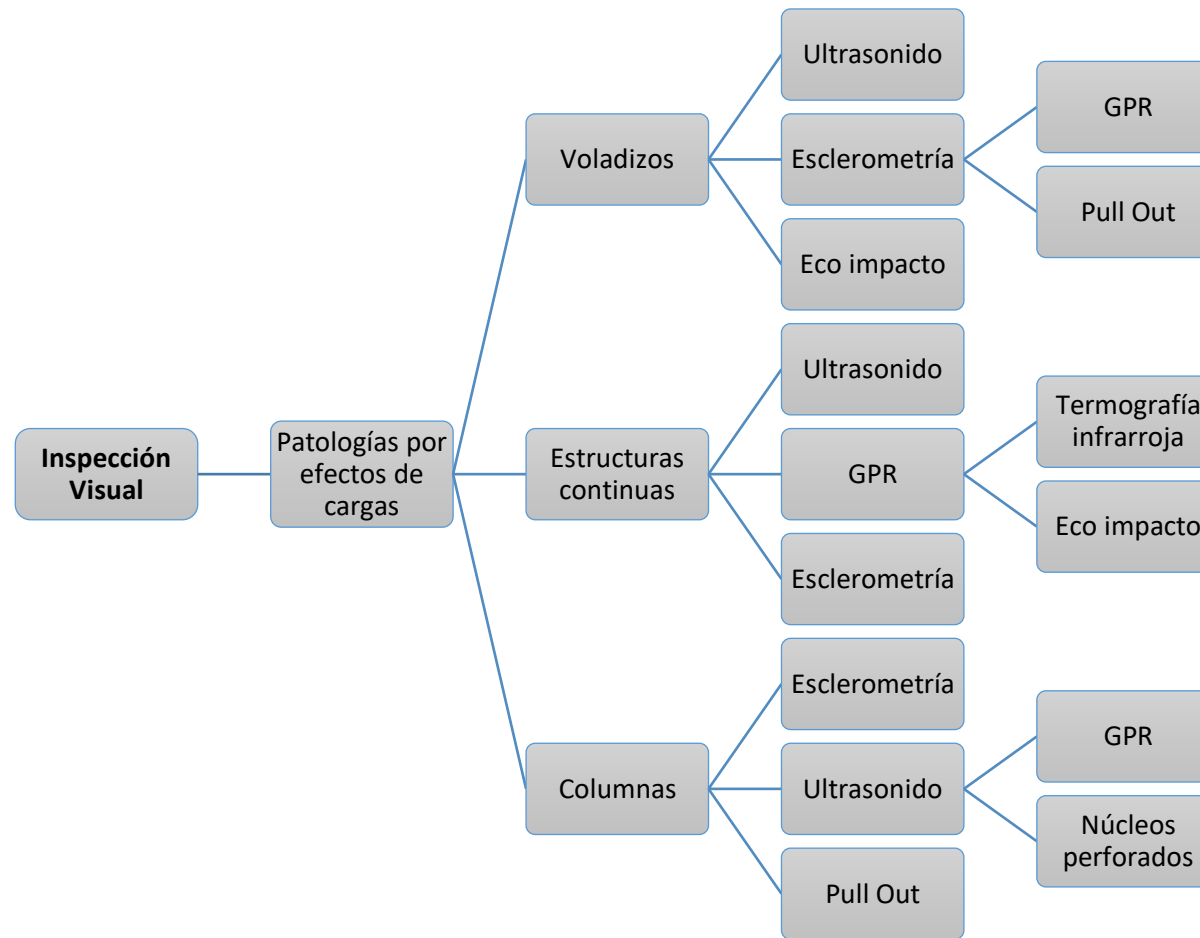 Inspección
Visual
Patologías por
efectos de
cargas
Voladizos
Ultrasonido
Esclerometría
GPR
Pull Out
Eco impacto
Estructuras
continuas
Ultrasonido
GPR
Termografía
infrarroja
Eco impacto
Esclerometría
Columnas
Esclerometría
Ultrasonido
GPR
Núcleos
perforados
Pull Out